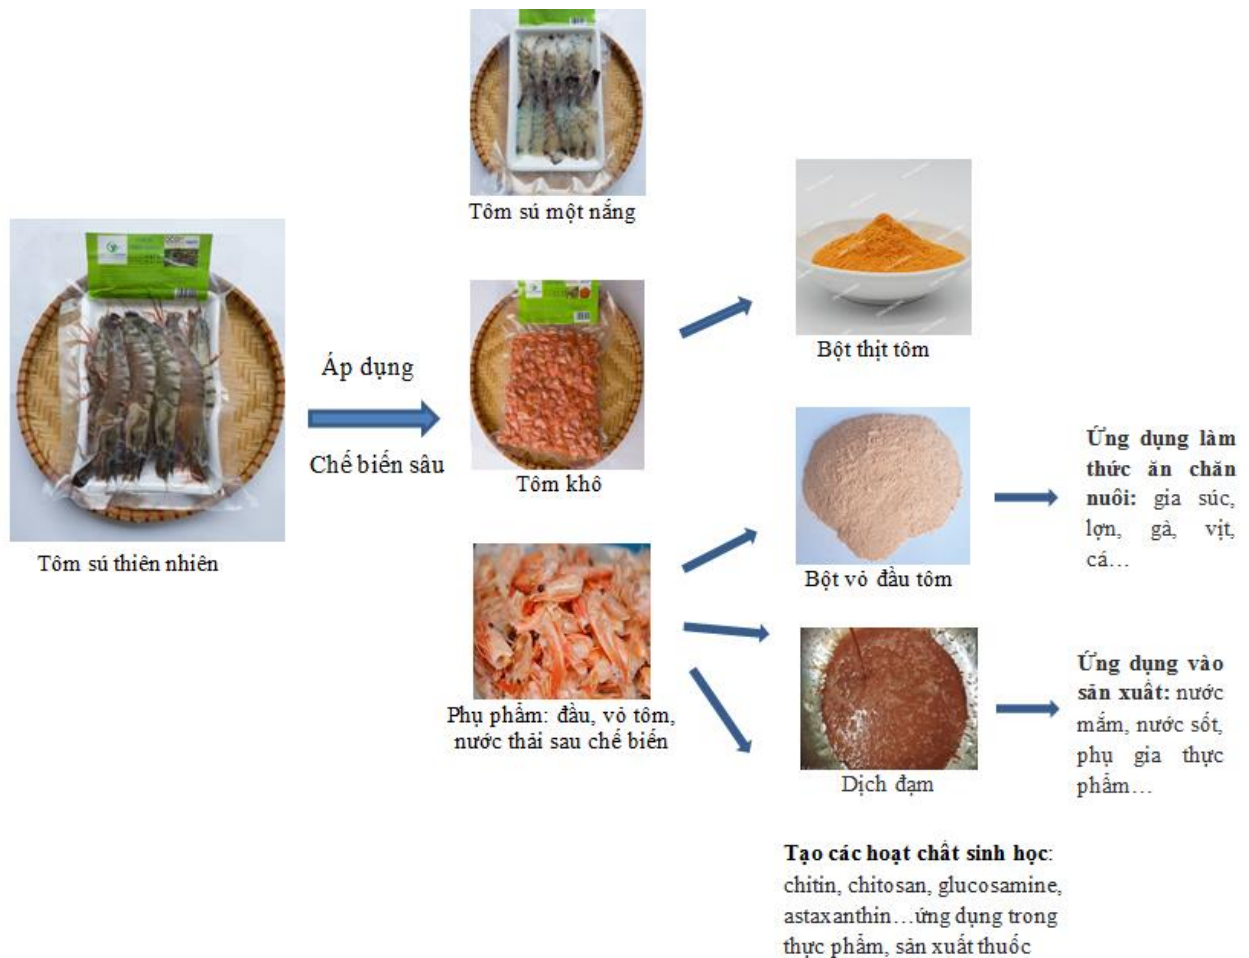 Tôm sú một nắng
Tôm sú thiên nhiên
Áp dụng
Chế biến sâu
Tôm khô
Bột thịt tôm
Phụ phẩm: đầu, vỏ tôm,
nước thải sau chế biến
Bột vỏ đầu tôm
Ứng dụng làm
thức ăn chăn
nuôi: gia súc,
lợn, gà, vịt,
cá…
Dịch đạm
Ứng dụng vào
sản xuất: nước
mắm, nước sốt,
phụ gia thực
phẩm…
Tạo các hoạt chất sinh học:
chitin, chitosan, glucosamine,
astaxanthin…ứng dụng trong
thực phẩm, sản xuất thuốc